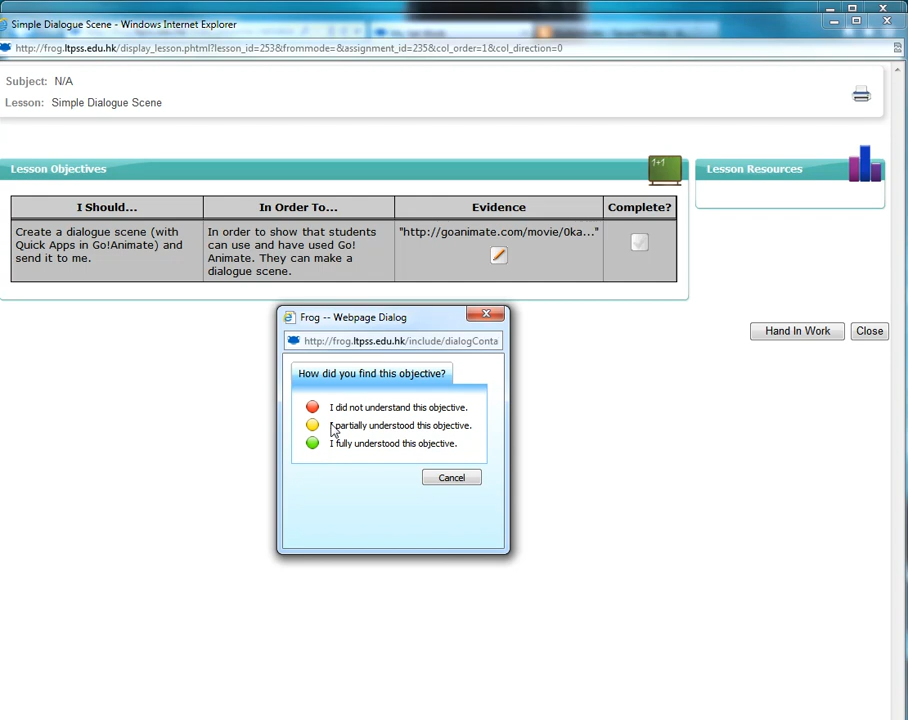 Simple Dialogue Scene - Windows Internet Explorer
http://frog.ltpss.edu.hk/display_lesson.phtml?lesson_id=253&frommode=&assignment_id=235&col_order=1&col_direction=0
Subject: N/A
Lesson: Simple Dialogue Scene
Lesson Objectives
1+1
Lesson Resources
I Should...
In Order To...
Evidence
Complete?
Create a dialogue scene (with
Quick Apps in Go!Animate) and
send it to me.
In order to show that students
can use and have used Go!
Animate. They can make a
dialogue scene.
"http://goanimate.com/movie/0ka..."
Hand In Work
Close
Frog -- Webpage Dialog
http://frog.ltpss.edu.hk/include/dialogConta
How did you find this objective?
I did not understand this objective.
I partially understood this objective.
I fully understood this objective.
Cancel